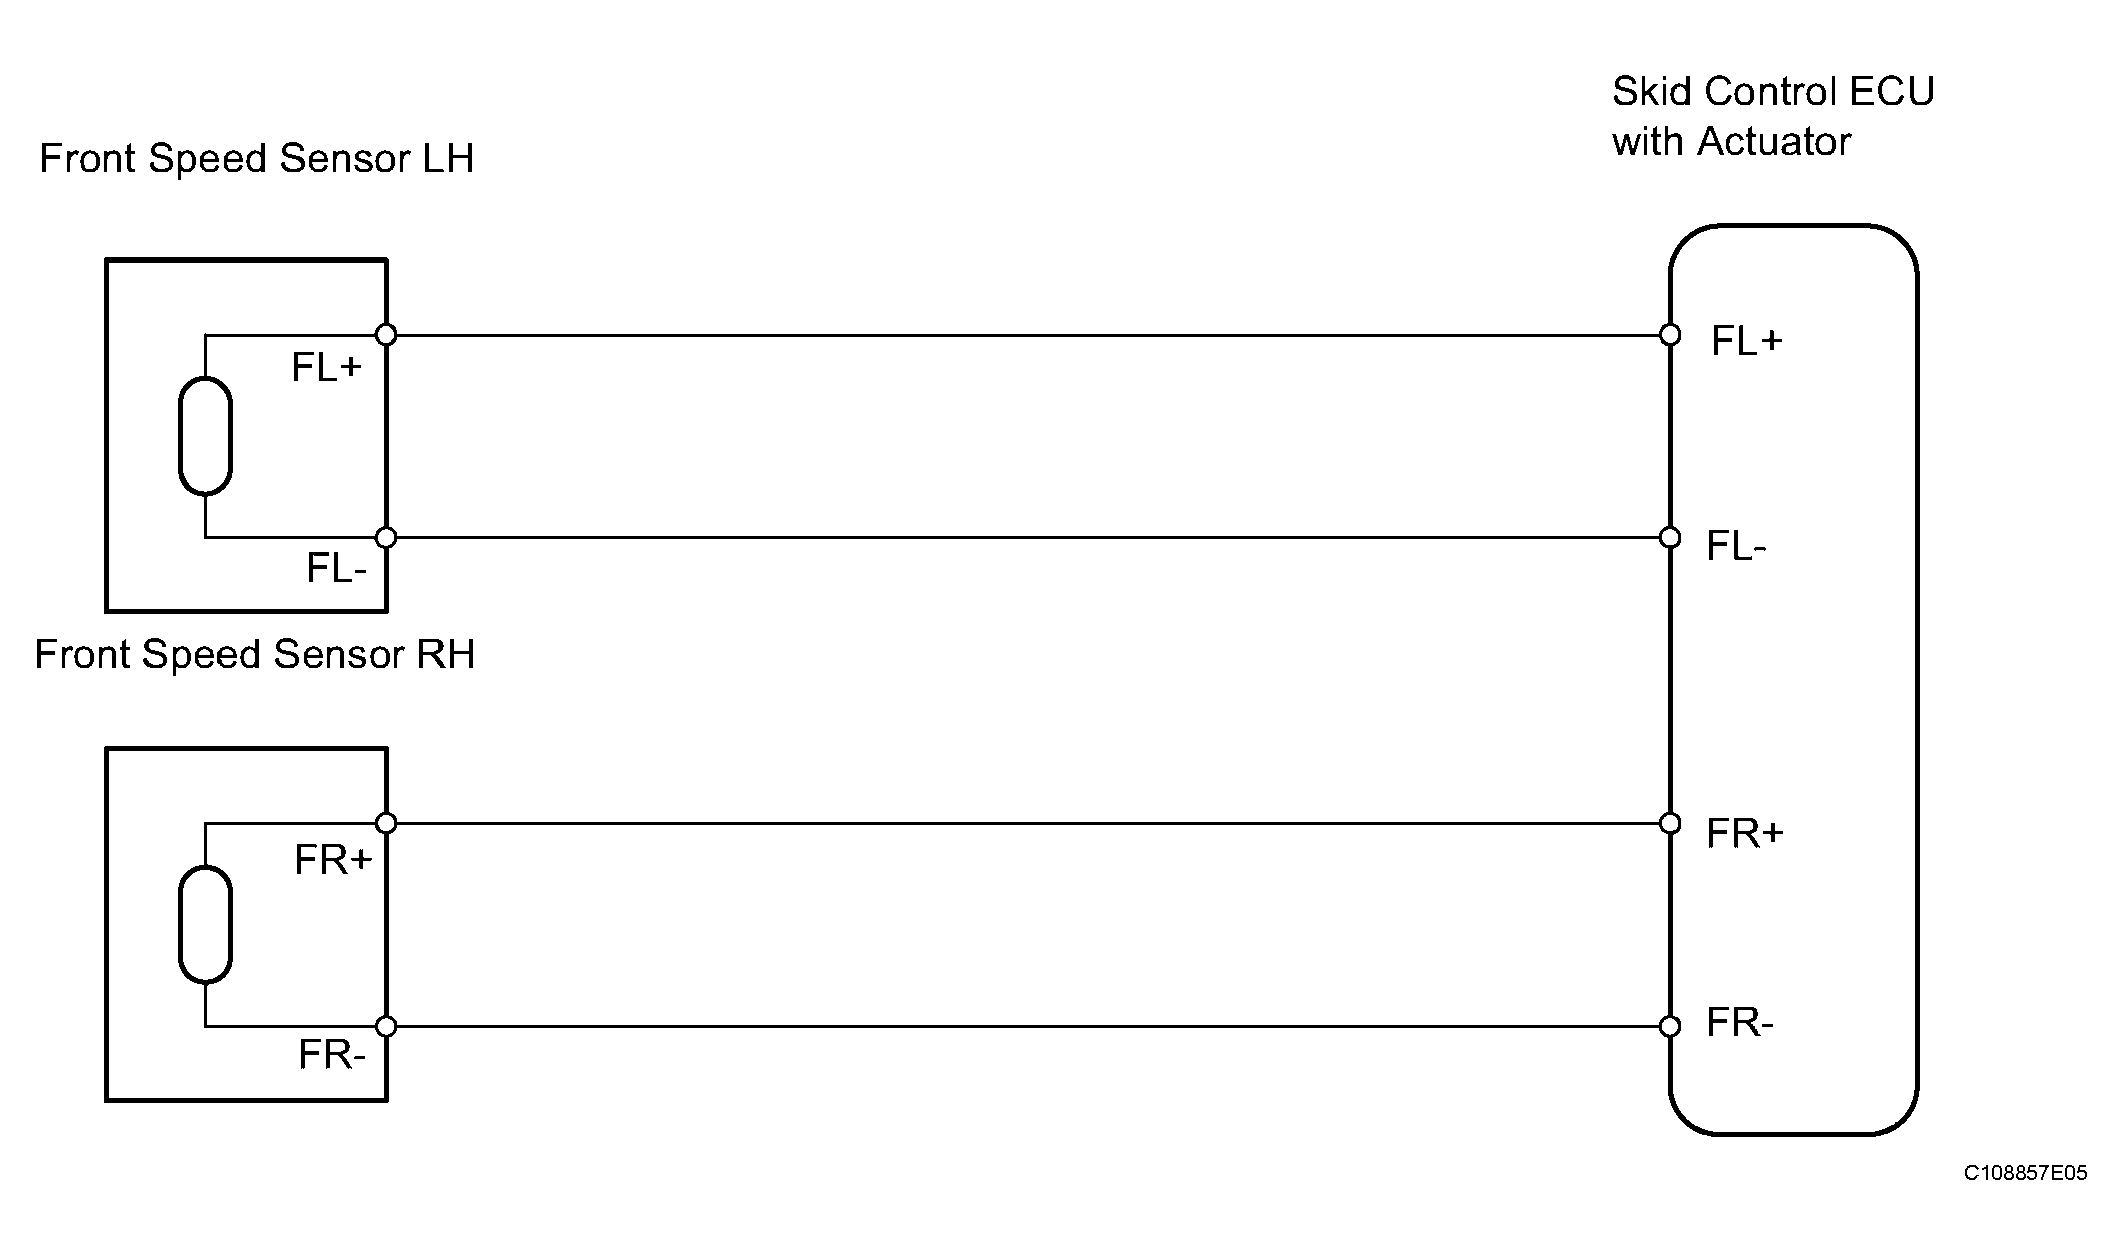 Skid Control ECU
with Actuator
Front Speed Sensor LH
FL+
FL+
FL-
FL-
Front Speed Sensor RH
FR+
FR+
FR-
FR-
C108857E05